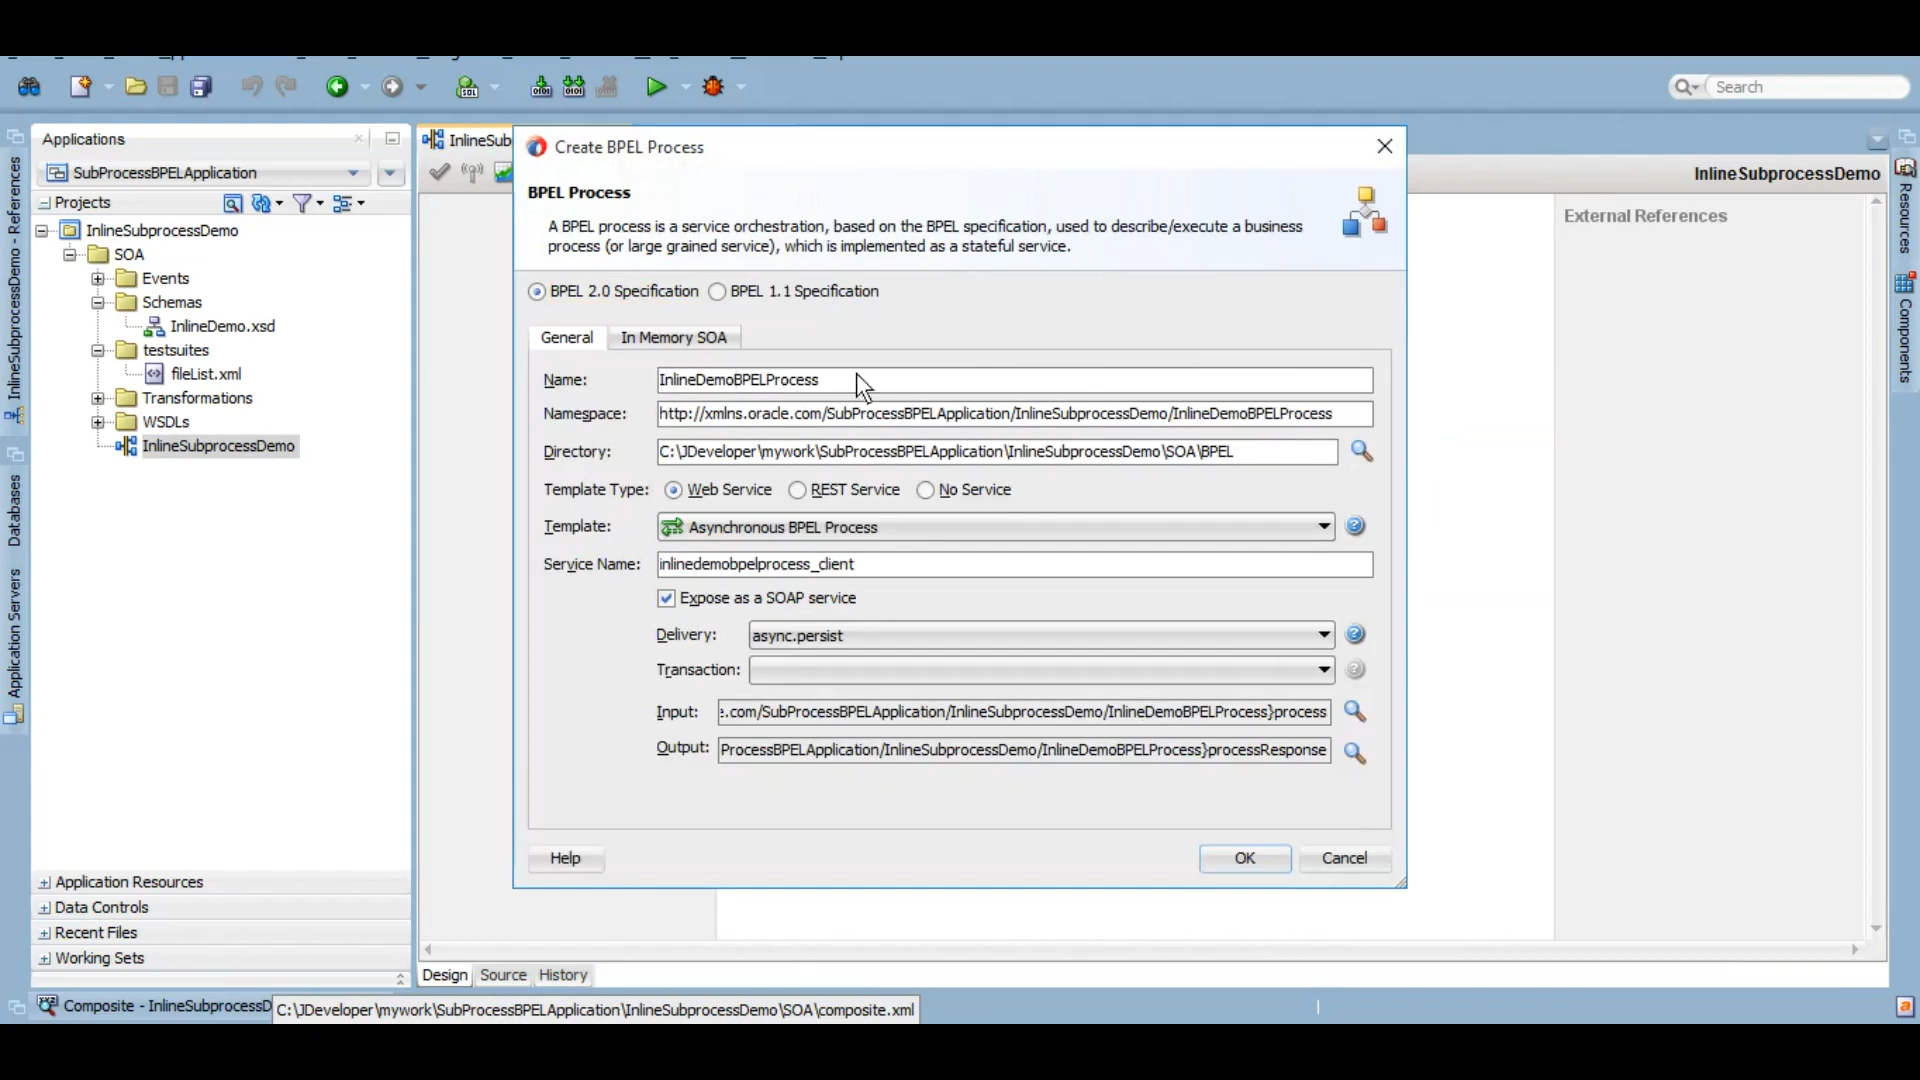 Search
Applications
SubProcessBPELApplication
Projects
InlineSubprocessDemo
SOA
Events
Schemas
InlineDemo.xsd
testsuites
fileList.xml
Transformations
WSDLs
InlineSubprocessDemo
Application Resources
Data Controls
Recent Files
Working Sets
InlineSubprocessDemo - References
Databases
Application Servers
InlineSub
InlineSubprocessDemo
External References
Resources
Components
Create BPEL Process
BPEL Process
A BPEL process is a service orchestration, based on the BPEL specification, used to describe/execute a business
process (or large grained service), which is implemented as a stateful service.
BPEL 2.0 Specification BPEL 1.1 Specification
General In Memory SOA
Name: InlineDemoBPELProcess
Namespace: http://xmlns.oracle.com/SubProcessBPELApplication/InlineSubprocessDemo/InlineDemoBPELProcess
Directory: C:\JDeveloper\mywork\SubProcessBPELApplication\InlineSubprocessDemo\SOA\BPEL
Template Type: Web Service REST Service No Service
Template: Asynchronous BPEL Process
Service Name: inlinedemobpelprocess_client
Expose as a SOAP service
Delivery: async.persist
Transaction:
Input: .com/SubProcessBPELApplication/InlineSubprocessDemo/InlineDemoBPELProcess}process
Output: ProcessBPELApplication/InlineSubprocessDemo/InlineDemoBPELProcess}processResponse
Help OK Cancel
Design Source History
Composite - InlineSubprocessD
C:\JDeveloper\mywork\SubProcessBPELApplication\InlineSubprocessDemo\SOA\composite.xml